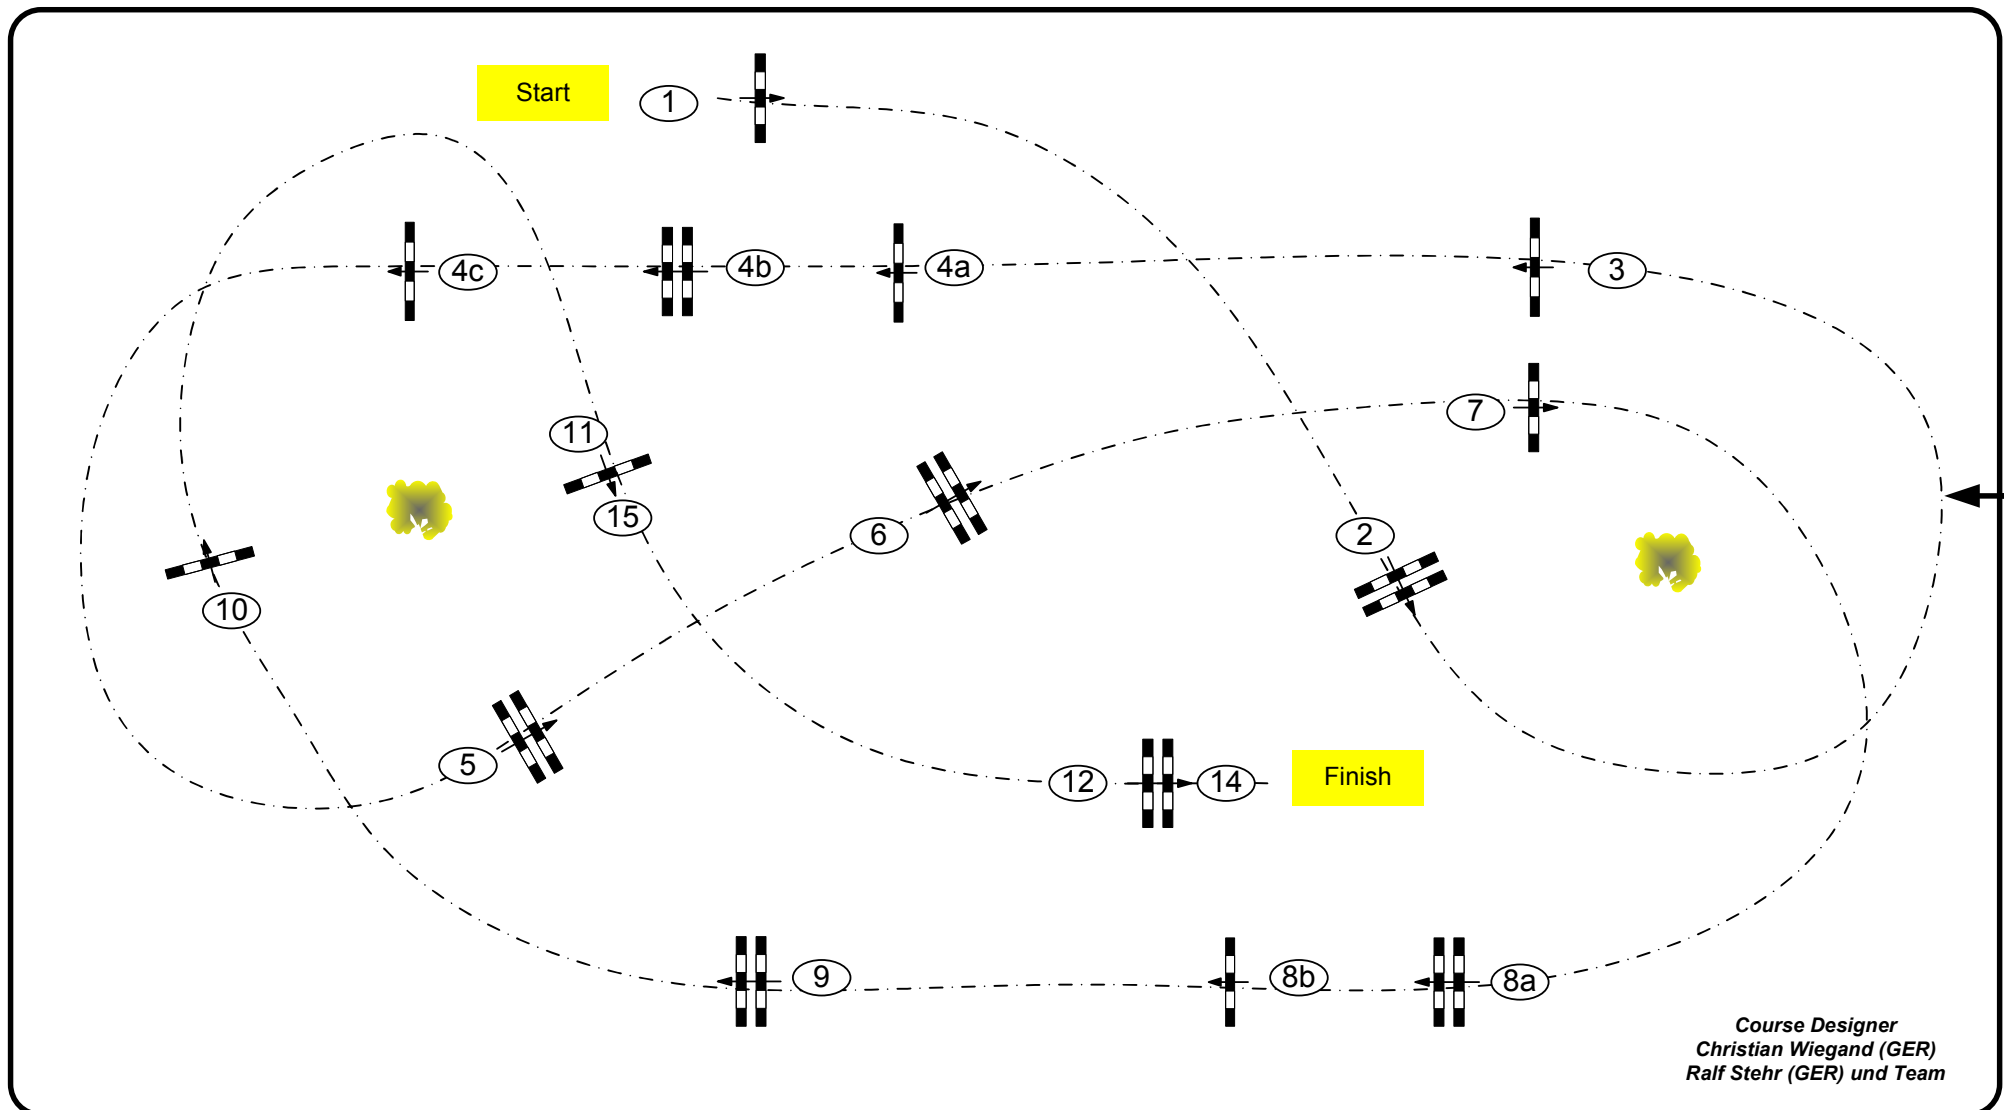 Start
1
4c
4b
4a
3
11
7
15
6
2
10
5
12
14
Finish
9
8b
8a
Course Designer
Christian Wiegand (GER)
Ralf Stehr (GER) und Team